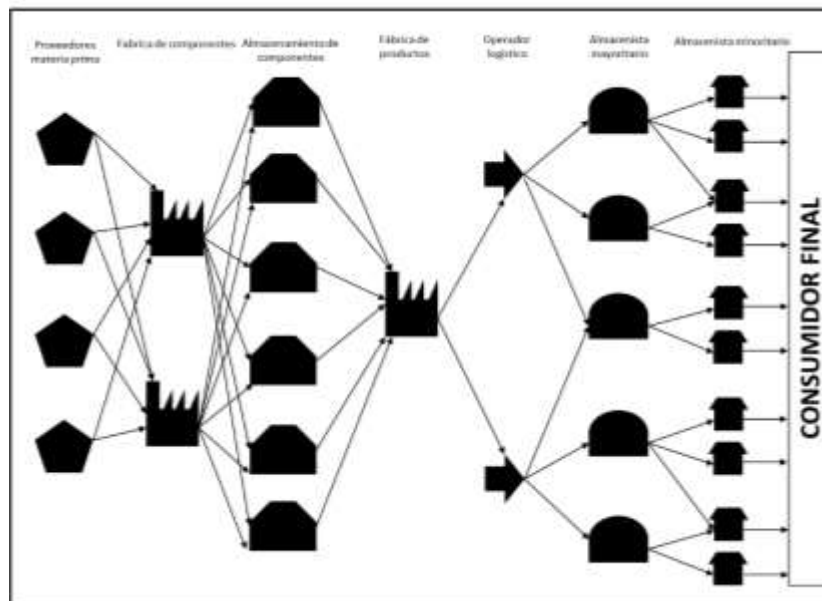 Proveedores
materia prima
Fabrica de componentes
Almacenamiento de
componentes
Fábrica de
productos
Operador
logístico
Almacenista
mayoritario
Almacenista minoritario
CONSUMIDOR FINAL